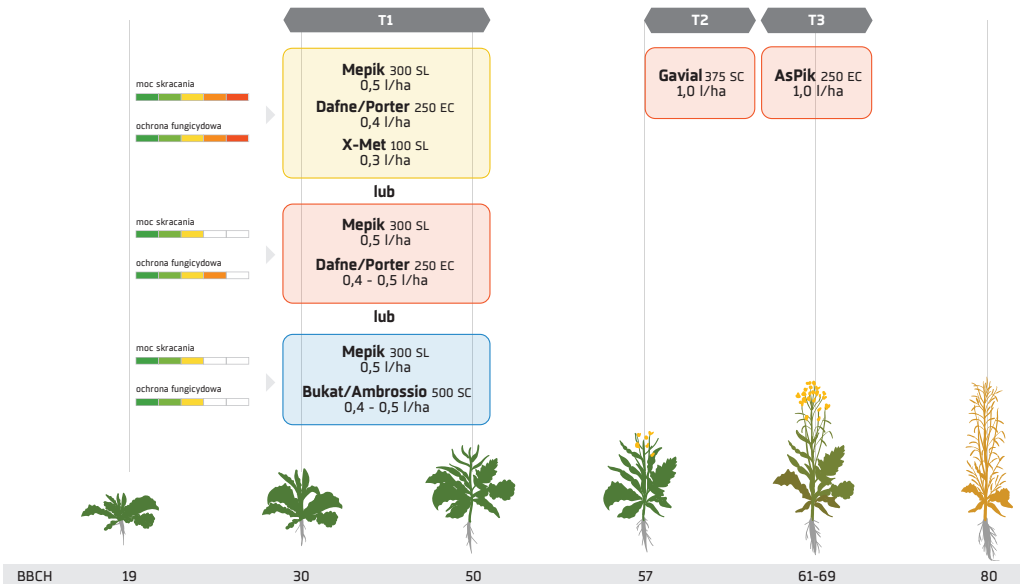 T1
T2
T3
moc skracania
ochrona fungicydowa
Mepik 300 SL
0,5 l/ha
Dafne/Porter 250 EC
0,4 l/ha
X-Met 100 SL
0,3 l/ha
Gavial 375 SC
1,0 l/ha
AsPik 250 EC
1,0 l/ha
lub
moc skracania
ochrona fungicydowa
Mepik 300 SL
0,5 l/ha
Dafne/Porter 250 EC
0,4 - 0,5 l/ha
lub
moc skracania
ochrona fungicydowa
Mepik 300 SL
0,5 l/ha
Bukat/Ambrossio 500 SC
0,4 - 0,5 l/ha
BBCH 19 30 50 57 61-69 80